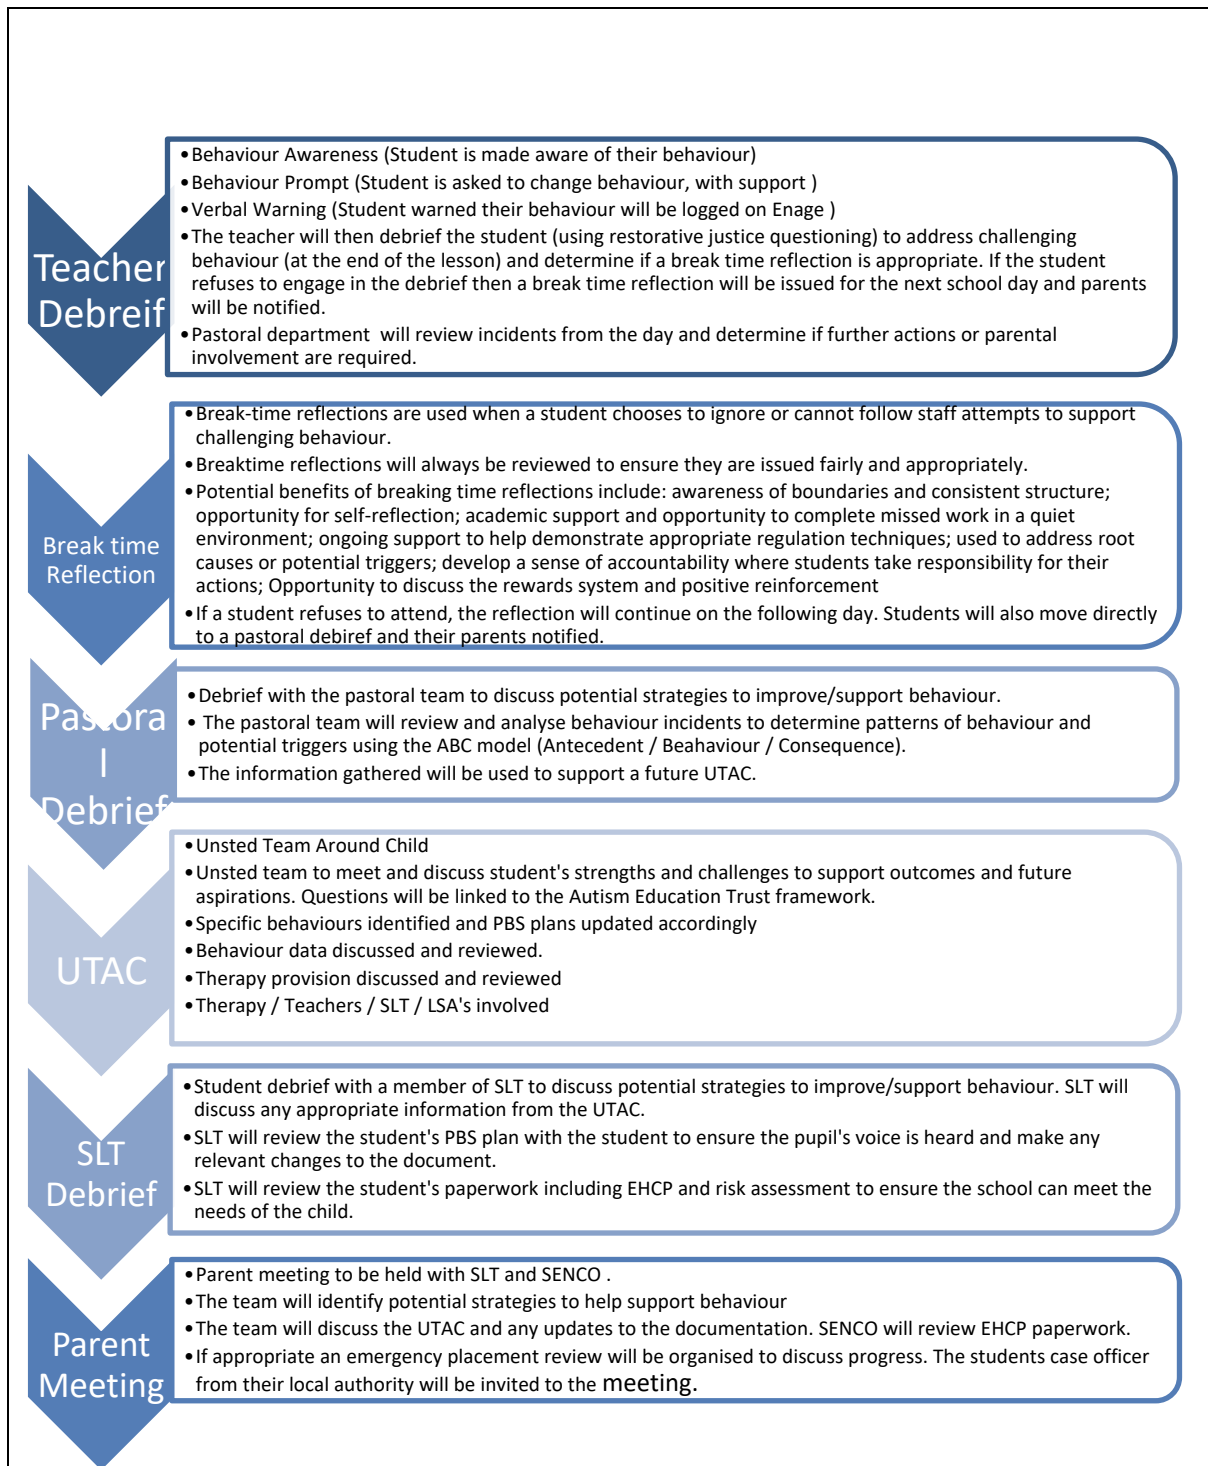 Teacher
Debreif
•Behaviour Awareness (Student is made aware of their behaviour)
•Behaviour Prompt (Student is asked to change behaviour, with support )
•Verbal Warning (Student warned their behaviour will be logged on Enage )
•The teacher will then debrief the student (using restorative justice questioning) to address challenging
behaviour (at the end of the lesson) and determine if a break time reflection is appropriate. If the student
refuses to engage in the debrief then a break time reflection will be issued for the next school day and parents
will be notified.
•Pastoral department  will review incidents from the day and determine if further actions or parental
involvement are required.
Break time
Reflection
•Break-time reflections are used when a student chooses to ignore or cannot follow staff attempts to support
challenging behaviour.
•Breaktime reflections will always be reviewed to ensure they are issued fairly and appropriately.
•Potential benefits of breaking time reflections include: awareness of boundaries and consistent structure;
opportunity for self-reflection; academic support and opportunity to complete missed work in a quiet
environment; ongoing support to help demonstrate appropriate regulation techniques; used to address root
causes or potential triggers; develop a sense of accountability where students take responsibility for their
actions; Opportunity to discuss the rewards system and positive reinforcement
•If a student refuses to attend, the reflection will continue on the following day. Students will also move directly
to a pastoral debiref and their parents notified.
Pastora
l
Debrief
•Debrief with the pastoral team to discuss potential strategies to improve/support behaviour.
• The pastoral team will review and analyse behaviour incidents to determine patterns of behaviour and
potential triggers using the ABC model (Antecedent / Beahaviour / Consequence).
•The information gathered will be used to support a future UTAC.
UTAC
•Unsted Team Around Child
•Unsted team to meet and discuss student's strengths and challenges to support outcomes and future
aspirations. Questions will be linked to the Autism Education Trust framework.
•Specific behaviours identified and PBS plans updated accordingly
•Behaviour data discussed and reviewed.
•Therapy provision discussed and reviewed
•Therapy / Teachers / SLT / LSA's involved
SLT
Debrief
•Student debrief with a member of SLT to discuss potential strategies to improve/support behaviour. SLT will
discuss any appropriate information from the UTAC.
•SLT will review the student's PBS plan with the student to ensure the pupil's voice is heard and make any
relevant changes to the document.
•SLT will review the student's paperwork including EHCP and risk assessment to ensure the school can meet the
needs of the child.
Parent
Meeting
•Parent meeting to be held with SLT and SENCO .
•The team will identify potential strategies to help support behaviour
•The team will discuss the UTAC and any updates to the documentation. SENCO will review EHCP paperwork.
•If appropriate an emergency placement review will be organised to discuss progress. The students case officer
from their local authority will be invited to the meeting.